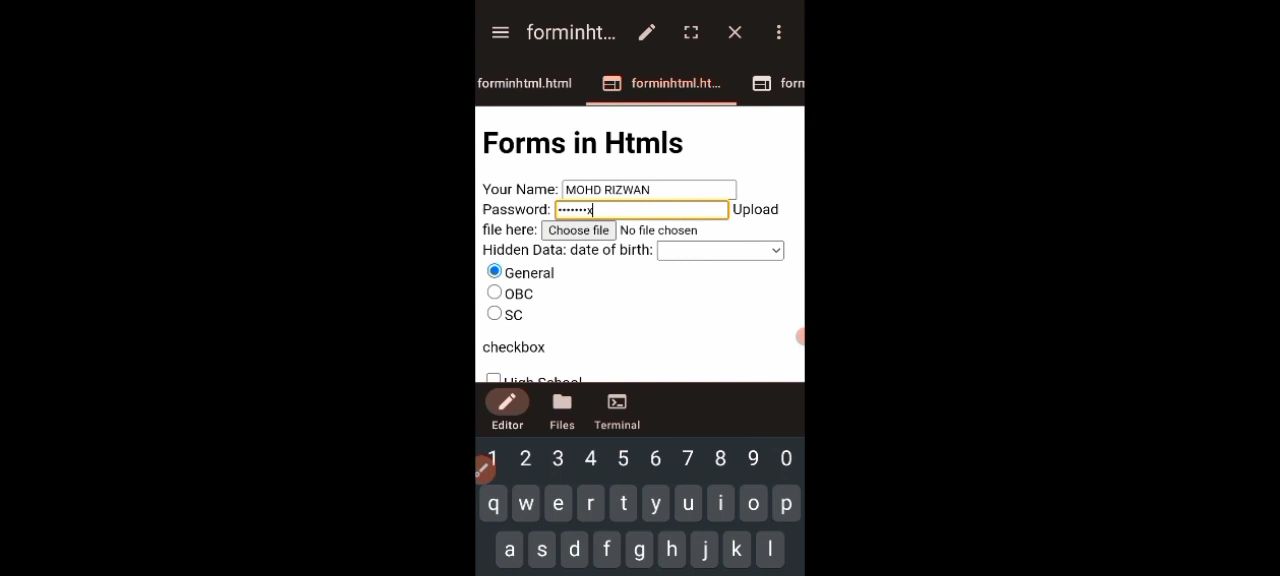 forminht...
forminhtml.html
forminhtml.ht...
form
Forms in Htmls
Your Name: MOHD RIZWAN
Password: •••••••x Upload
file here: Choose file No file chosen
Hidden Data: date of birth:
General
OBC
SC
checkbox
High School
Editor Files Terminal
1 2 3 4 5 6 7 8 9 0
q w e r t y u i o p
a s d f g h j k l